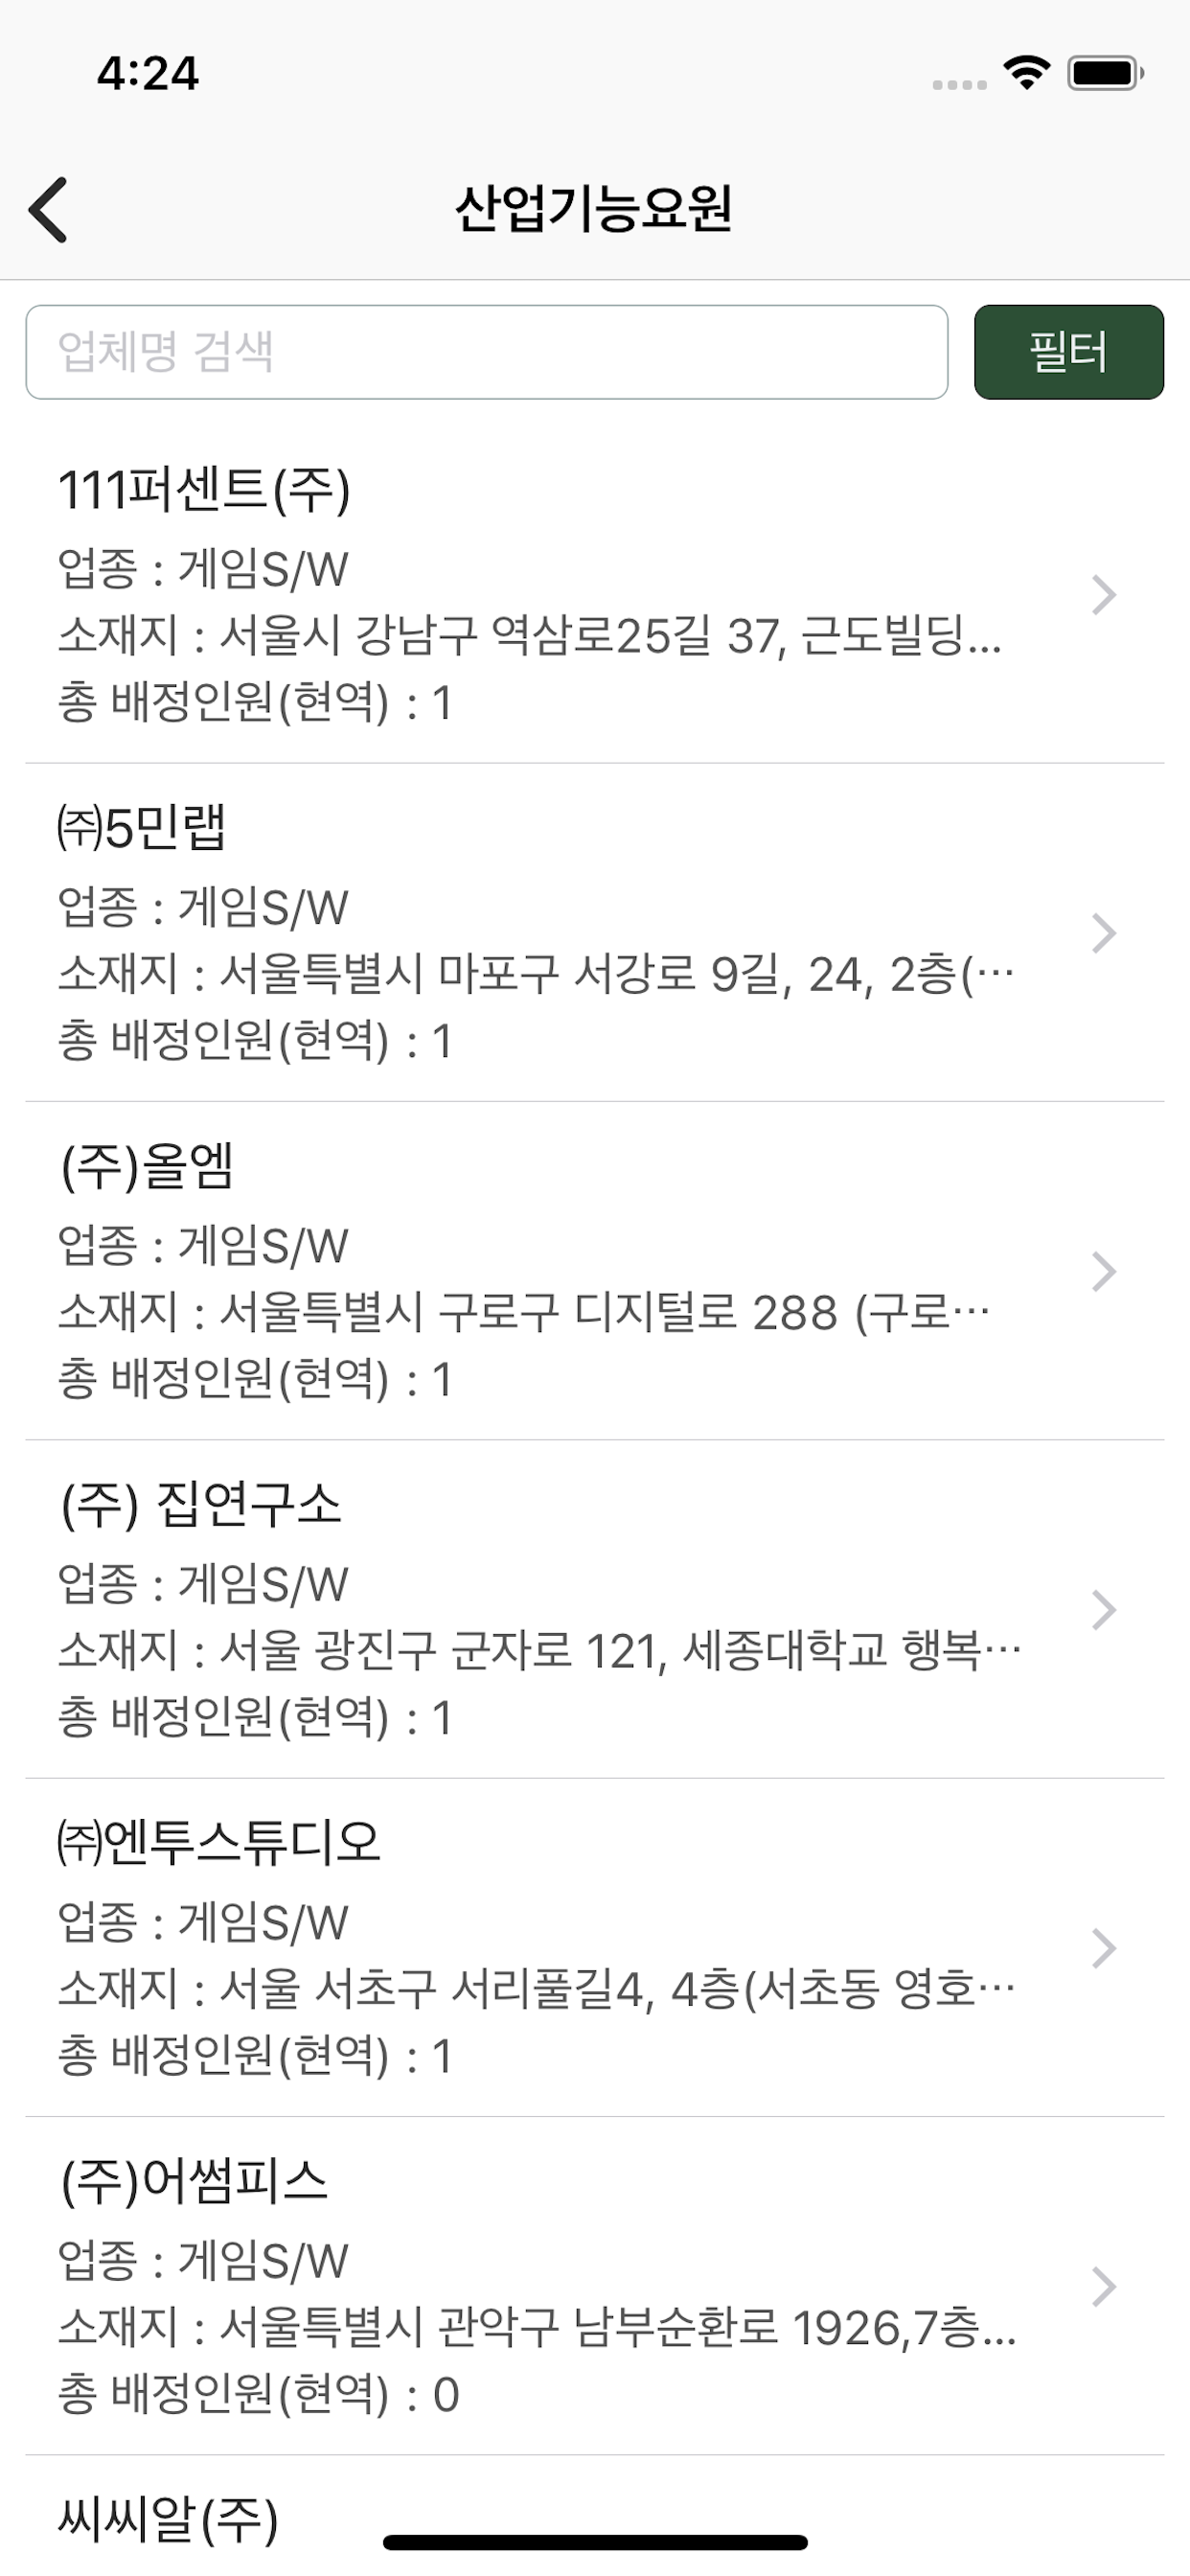 4:24
산업기능요원
업체명 검색
필터
111퍼센트(주)
업종 : 게임S/W
소재지 : 서울시 강남구 역삼로25길 37, 근도빌딩...
총 배정인원(현역) : 1
㈜5민랩
업종 : 게임S/W
소재지 : 서울특별시 마포구 서강로 9길, 24, 2층(…
총 배정인원(현역) : 1
(주)올엠
업종 : 게임S/W
소재지 : 서울특별시 구로구 디지털로 288 (구로…
총 배정인원(현역) : 1
(주) 집연구소
업종 : 게임S/W
소재지 : 서울 광진구 군자로 121, 세종대학교 행복…
총 배정인원(현역) : 1
㈜엔투스튜디오
업종 : 게임S/W
소재지 : 서울 서초구 서리풀길4, 4층(서초동 영호…
총 배정인원(현역) : 1
(주)어썸피스
업종 : 게임S/W
소재지 : 서울특별시 관악구 남부순환로 1926,7층...
총 배정인원(현역) : 0
씨씨알(주)